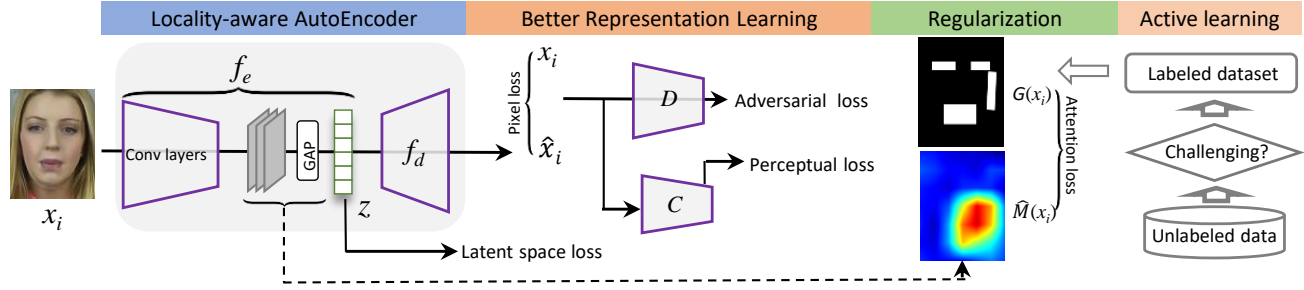 Locality-aware AutoEncoder
Better Representation Learning
Regularization
Active learning
x_i
f_e
Conv layers
GAP
z
f_d
Latent space loss
Pixel loss
x_i
x̂_i
D
Adversarial loss
C
Perceptual loss
G(x_i)
M̂(x_i)
Attention loss
Labeled dataset
Challenging?
Unlabeled data